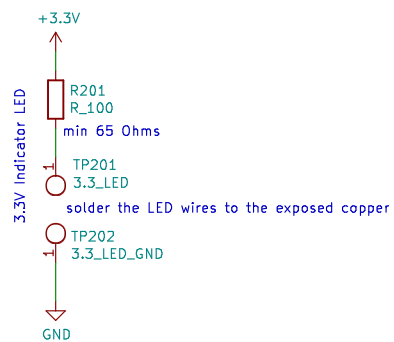 +3.3V
R201
R_100
min 65 Ohms
3.3V Indicator LED
1
TP201
3.3_LED
solder the LED wires to the exposed copper
TP202
1
3.3_LED_GND
GND